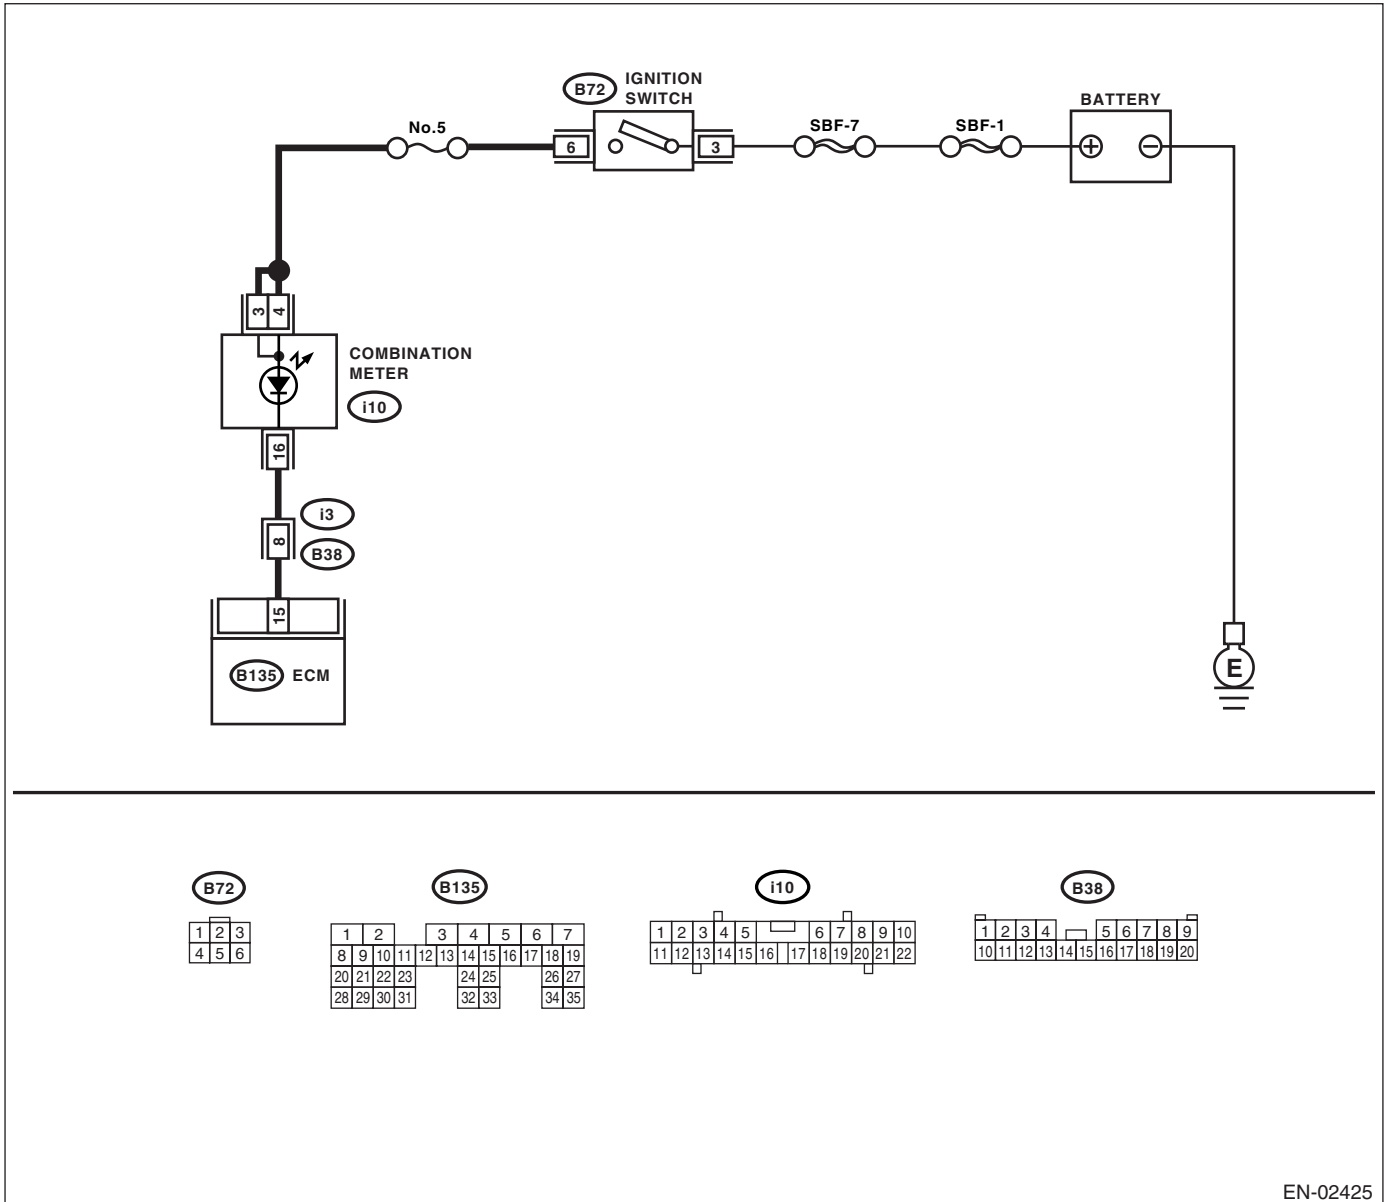 B72
IGNITION
SWITCH
BATTERY
No.5
SBF-7
SBF-1
6
3
3
4
COMBINATION
METER
i10
16
i3
8
B38
15
B135 ECM
E
B72
1 2 3
4 5 6
B135
1 2 3 4 5 6 7
8 9 10 11 12 13 14 15 16 17 18 19
20 21 22 23 24 25 26 27
28 29 30 31 32 33 34 35
i10
1 2 3 4 5 6 7 8 9 10
11 12 13 14 15 16 17 18 19 20 21 22
B38
1 2 3 4 5 6 7 8 9
10 11 12 13 14 15 16 17 18 19 20
EN-02425